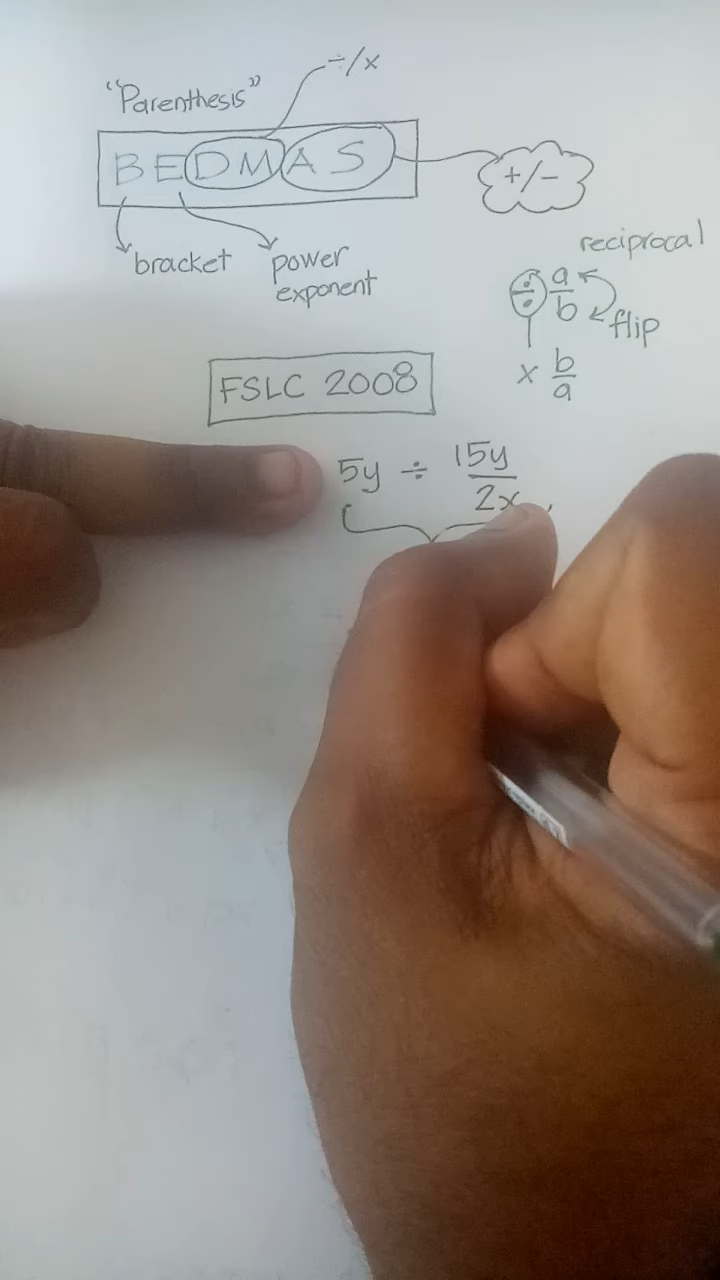 ÷/x
"Parenthesis"
BEDMAS
+/-
bracket
power
exponent
reciprocal
÷ a/b
flip
x b/a
FSLC 2008
5y ÷ 15y/2x